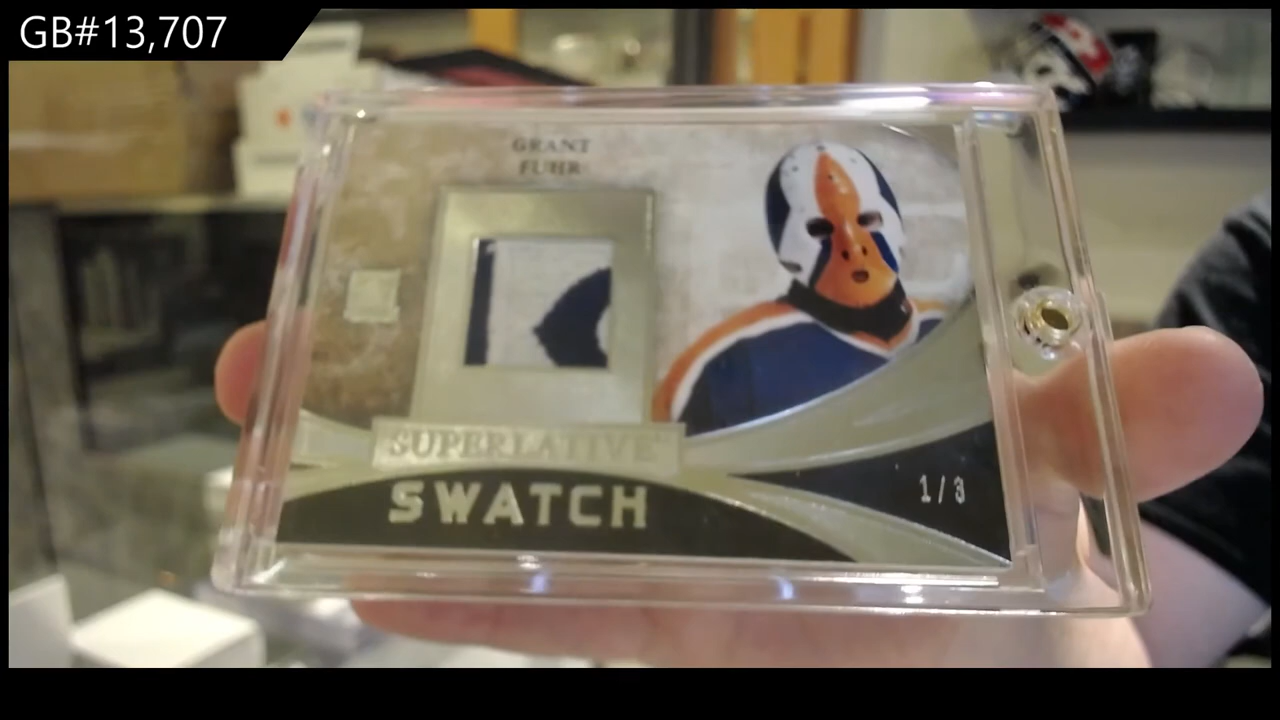 GB#13,707
GRANT
FUHR
SUPERLATIVE
SWATCH
1/3